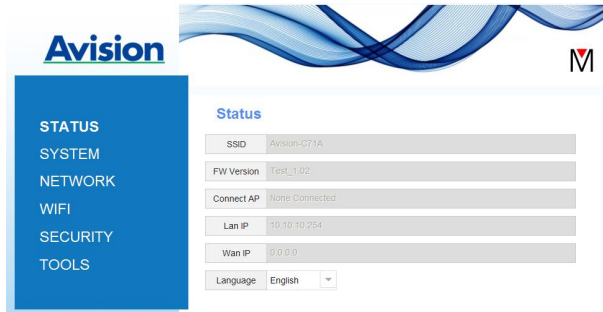 Avision
M
STATUS
SYSTEM
NETWORK
WIFI
SECURITY
TOOLS
Status
SSID Avision-C71A
FW Version Test_1.02
Connect AP None Connected
Lan IP 10.10.10.254
Wan IP 0.0.0.0
Language English